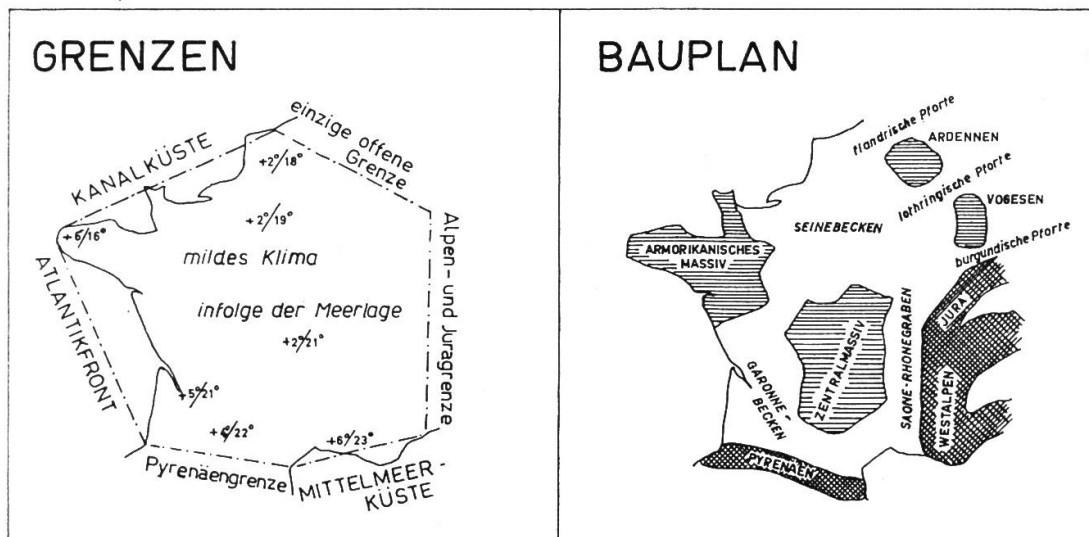 GRENZEN
einzige offene
Grenze
KANALKÜSTE
+2°/18°
+2°/19°
+6°/16°
mildes Klima
infolge der Meerlage
+2°/21°
ATLANTIKFRONT
Alpen- und Juragrenze
+5°/21°
+6°/22°
+6°/23°
Pyrenäengrenze
MITTELMEER-
KÜSTE
BAUPLAN
flandrische Pforte
ARDENNEN
lothringische Pforte
VOGESEN
SEINEBECKEN
burgundische Pforte
ARMORIKANISCHES
MASSIV
JURA
ZENTRALMASSIV
SAONE-RHONEGRABEN
GARONNE-
BECKEN
WESTALPEN
PYRENÄEN